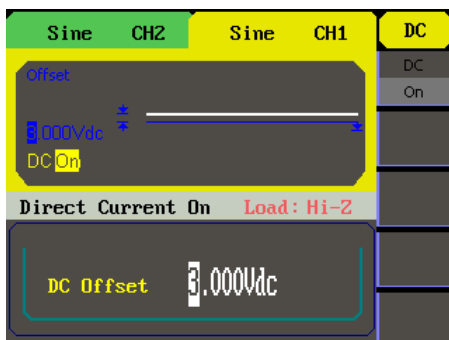 Sine CH2 Sine CH1 DC
Offset
DC
On
3.000Vdc
DC On
Direct Current On Load: Hi-Z
DC Offset 3.000Vdc